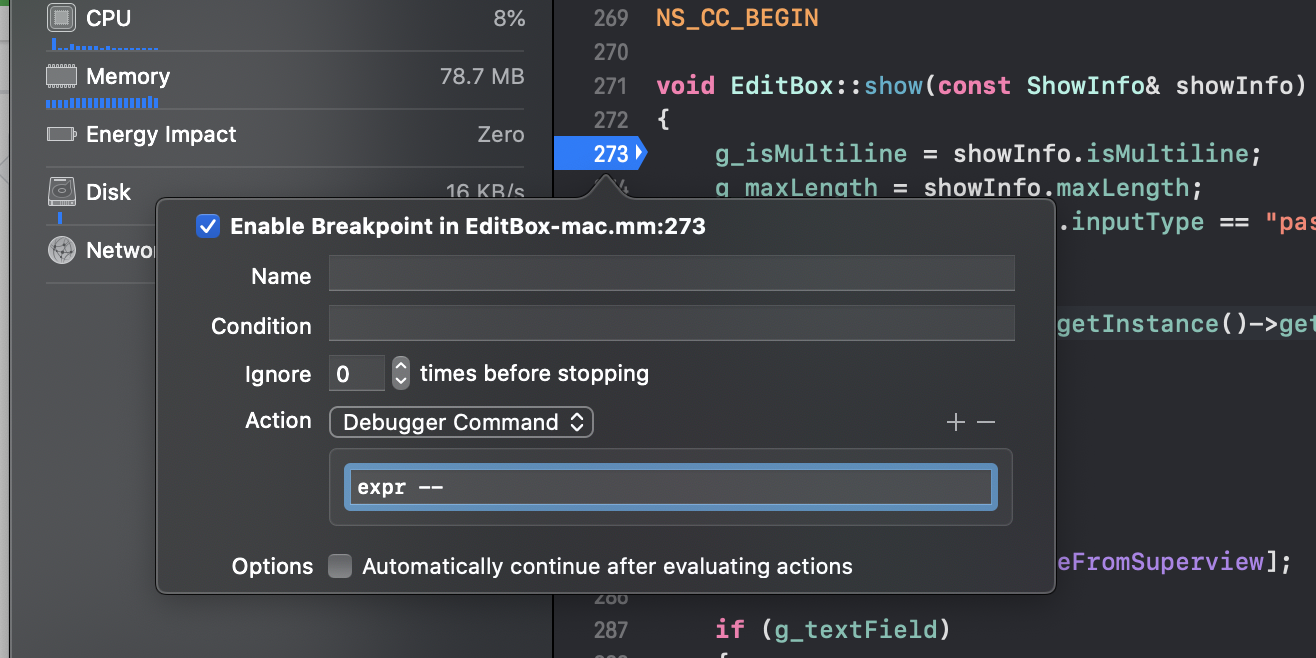 CPU 8%
Memory 78.7 MB
Energy Impact Zero
Disk 16 KB/s
Netwo
269 NS_CC_BEGIN
270
271 void EditBox::show(const ShowInfo& showInfo)
272 {
273 g_isMultiline = showInfo.isMultiline;
g_maxLength = showInfo.maxLength;
.inputType == "pas
getInstance()->get
eFromSuperview];
286
287 if (g_textField)
Enable Breakpoint in EditBox-mac.mm:273
Name
Condition
Ignore 0 times before stopping
Action Debugger Command
expr --
Options Automatically continue after evaluating actions